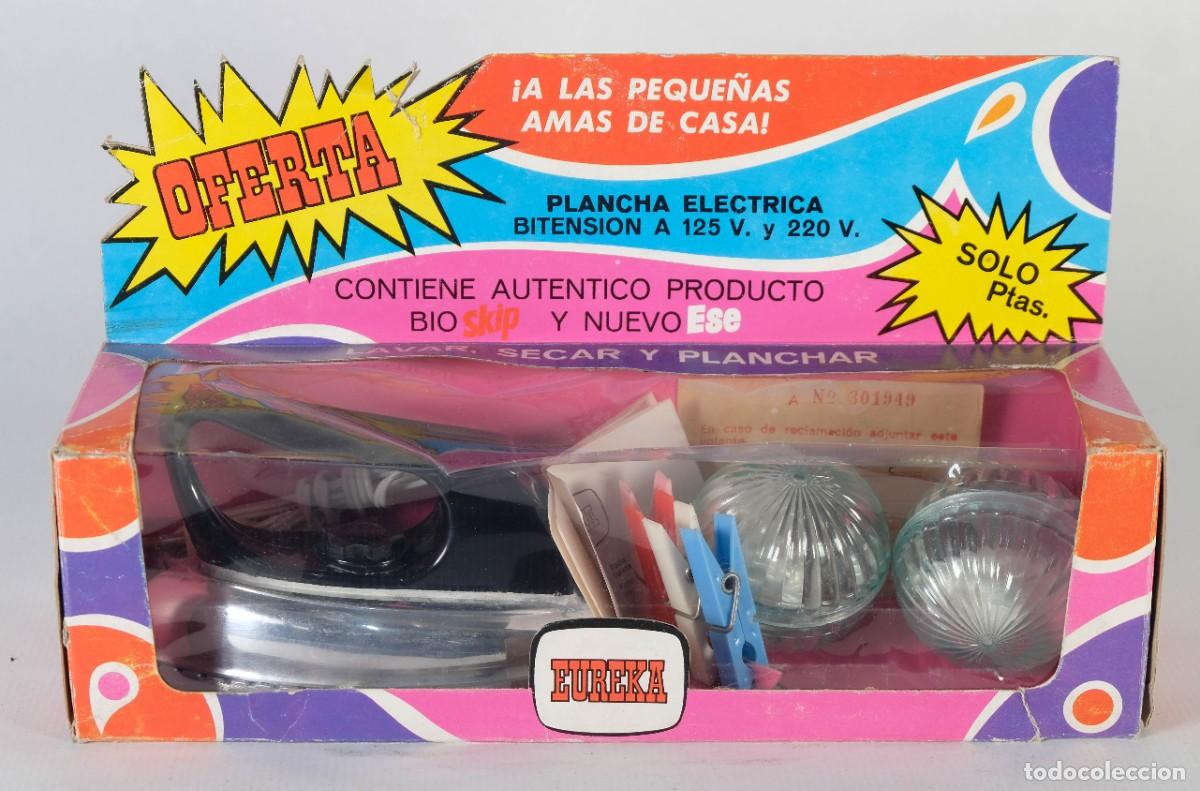 OFERTA
¡A LAS PEQUEÑAS
AMAS DE CASA!
PLANCHA ELECTRICA
BITENSION A 125 V. y 220 V.
SOLO
Ptas.
CONTIENE AUTENTICO PRODUCTO
BIO Skip Y NUEVO Ese
LAVAR, SECAR Y PLANCHAR
A Nº 301949
En caso de reclamación adjuntar este
volante
EUREKA
todocoleccion